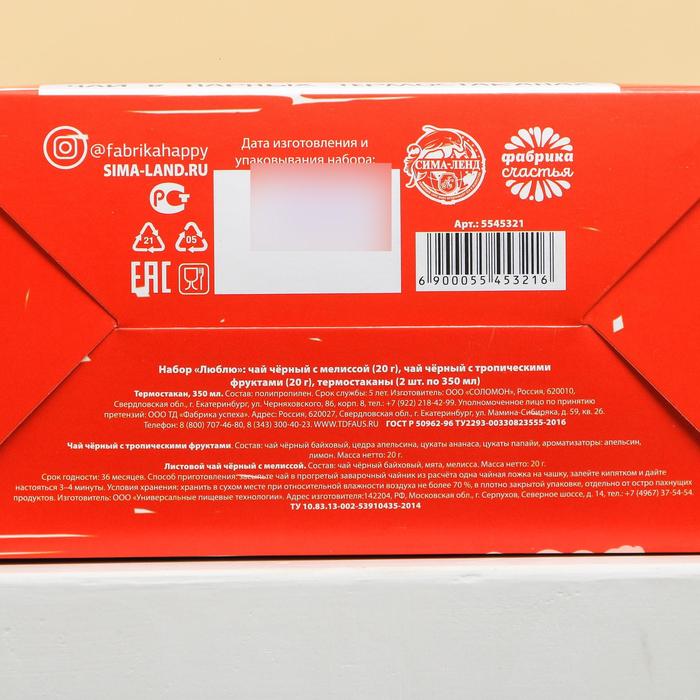 ЧАЙ В ПАРНЫХ ТЕРМОСТАКАНАХ
@fabrikahappy
SIMA-LAND.RU
Дата изготовления и
упаковывания набора:
СИМА-ЛЕНД
фабрика
счастья
21
05
EAC
Арт.: 5545321
6 900055 453216
Набор «Люблю»: чай чёрный с мелиссой (20 г), чай чёрный с тропическими
фруктами (20 г), термостаканы (2 шт. по 350 мл)
Термостакан, 350 мл. Состав: полипропилен. Срок службы: 5 лет. Изготовитель: ООО «СОЛОМОН», Россия, 620010,
Свердловская обл., г. Екатеринбург, ул. Черняховского, 86, корп. 8, тел.: +7 (922) 218-42-99. Уполномоченное лицо по принятию
претензий: ООО ТД «Фабрика успеха». Адрес: Россия, 620027, Свердловская обл., г. Екатеринбург, ул. Мамина-Сибиряка, 59, кв. 26.
Телефон: 8 (800) 707-46-80, 8 (343) 300-40-23. WWW.TDFAUS.RU ГОСТ Р 50962-96 ТУ2293-00330823555-2016
Чай чёрный с тропическими фруктами. Состав: чай чёрный байховый, цедра апельсина, цукаты ананаса, цукаты папайи, ароматизаторы: апельсин,
лимон. Масса нетто: 20 г.
Листовой чай чёрный с мелиссой. Состав: чай чёрный байховый, мята, мелисса. Масса нетто: 20 г.
Срок годности: 36 месяцев. Способ приготовления: засыпьте чай в прогретый заварочный чайник из расчёта одна чайная ложка на чашку, залейте кипятком и дайте
настояться 3–4 минуты. Условия хранения: хранить в сухом месте при относительной влажности воздуха не более 70 %, в плотно закрытой упаковке, отдельно от остро пахнущих
продуктов. Изготовитель: ООО «Универсальные пищевые технологии». Адрес изготовителя:142204, РФ, Московская обл., г. Серпухов, Северное шоссе, д. 14, тел.: +7 (4967) 37-54-54.
ТУ 10.83.13-002-53910435-2014